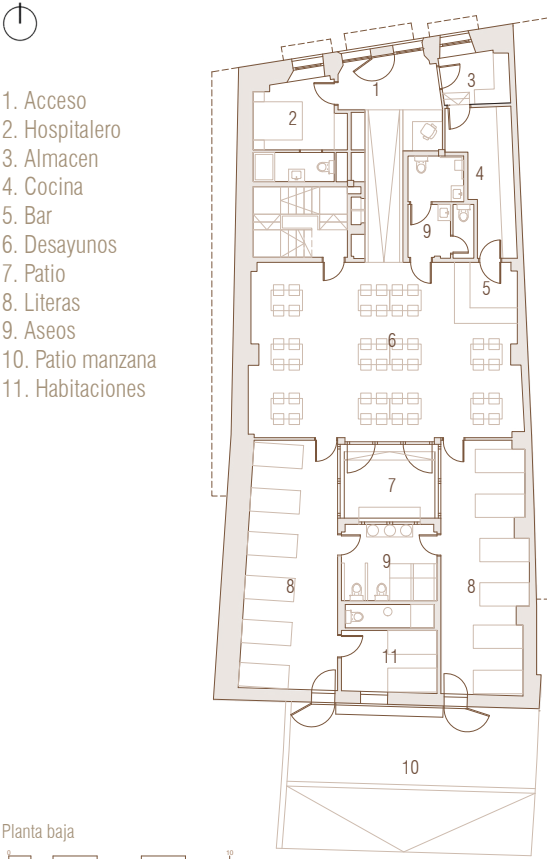 1. Acceso
2. Hospitalero
3. Almacen
4. Cocina
5. Bar
6. Desayunos
7. Patio
8. Literas
9. Aseos
10. Patio manzana
11. Habitaciones
1
3
2
4
9
5
6
7
9
8
8
11
10
Planta baja
0 10